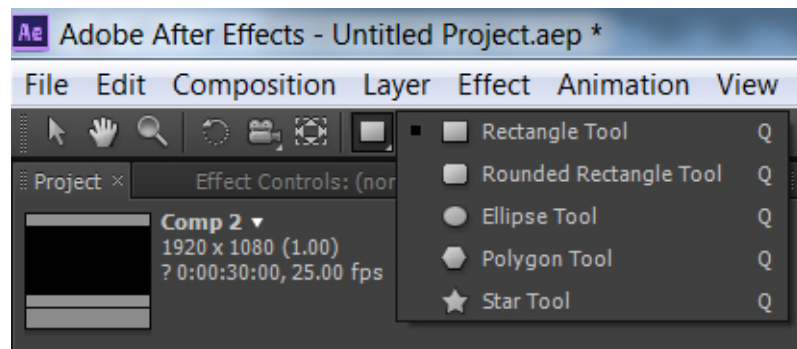 Ae Adobe After Effects - Untitled Project.aep *
File Edit Composition Layer Effect Animation View
Rectangle Tool Q
Project × Effect Controls: (nor
Rounded Rectangle Tool Q
Comp 2 ▼
Ellipse Tool Q
1920 x 1080 (1.00)
Polygon Tool Q
? 0:00:30:00, 25.00 fps
Star Tool Q